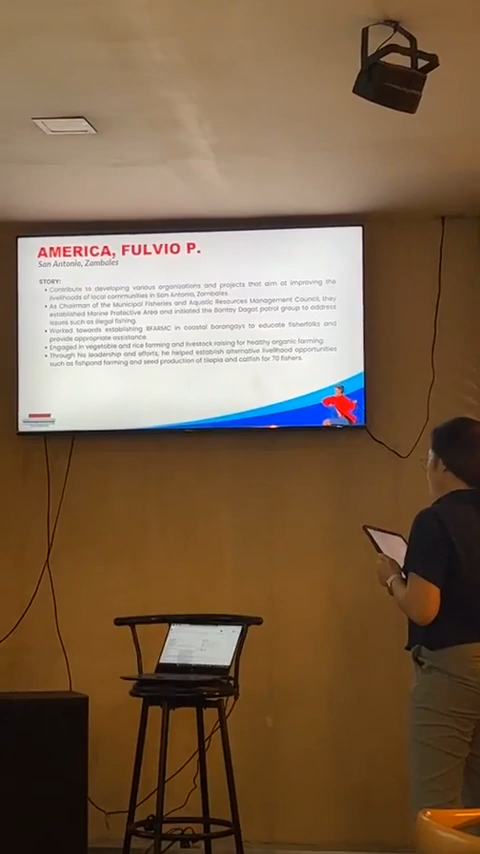 AMERICA, FULVIO P.
San Antonio, Zambales
STORY:
• Contribute to developing various organizations and projects that aim at improving the
livelihoods of local communities in San Antonio, Zambales.
• As Chairman of the Municipal Fisheries and Aquatic Resources Management Council, they
established Marine Protective Area and initiated the Bantay Dagat patrol group to address
issues such as illegal fishing.
• Worked towards establishing BFARMC in coastal barangays to educate fisherfolks and
provide appropriate assistance.
• Engaged in vegetable and rice farming and livestock raising for healthy organic farming.
• Through his leadership and efforts, he helped establish alternative livelihood opportunities
such as fishpond farming and seed production of tilapia and catfish for 70 fishers.